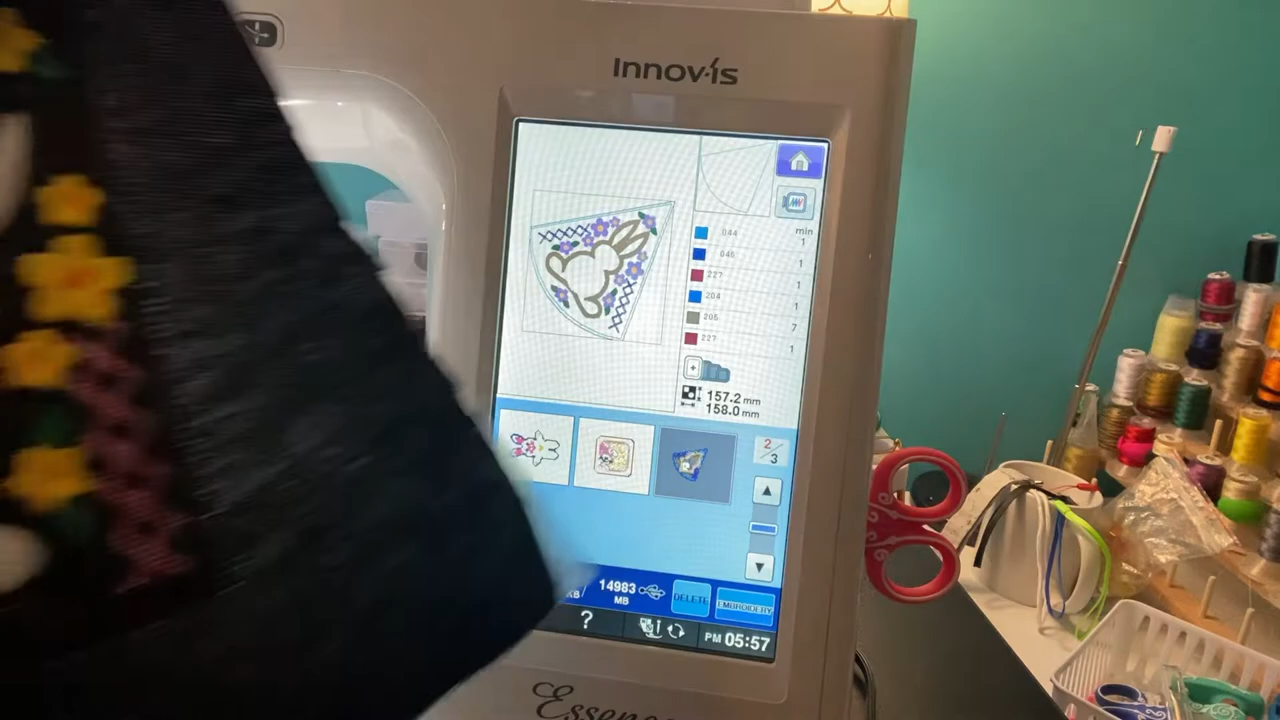 Innov-ís
min
044 1
046 1
227 1
204 1
205 7
227 1
157.2 mm
158.0 mm
2/3
14983 MB
DELETE
EMBROIDERY
?
PM 05:57